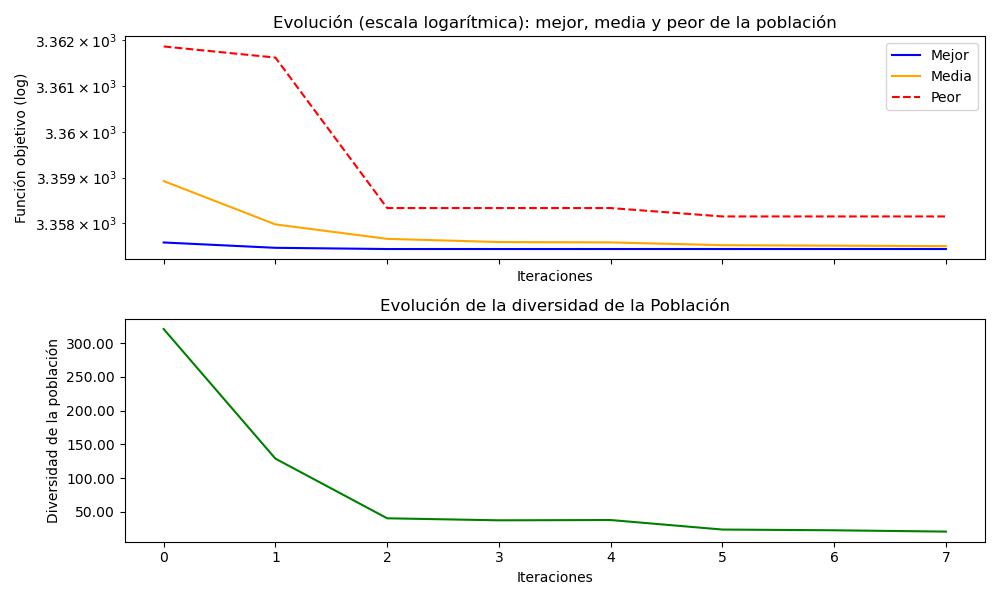 Evolución (escala logarítmica): mejor, media y peor de la población
3.362 × 10³
3.361 × 10³
3.36 × 10³
3.359 × 10³
3.358 × 10³
Función objetivo (log)
Mejor
Media
Peor
Iteraciones
Evolución de la diversidad de la Población
300.00
250.00
200.00
150.00
100.00
50.00
Diversidad de la población
0 1 2 3 4 5 6 7
Iteraciones